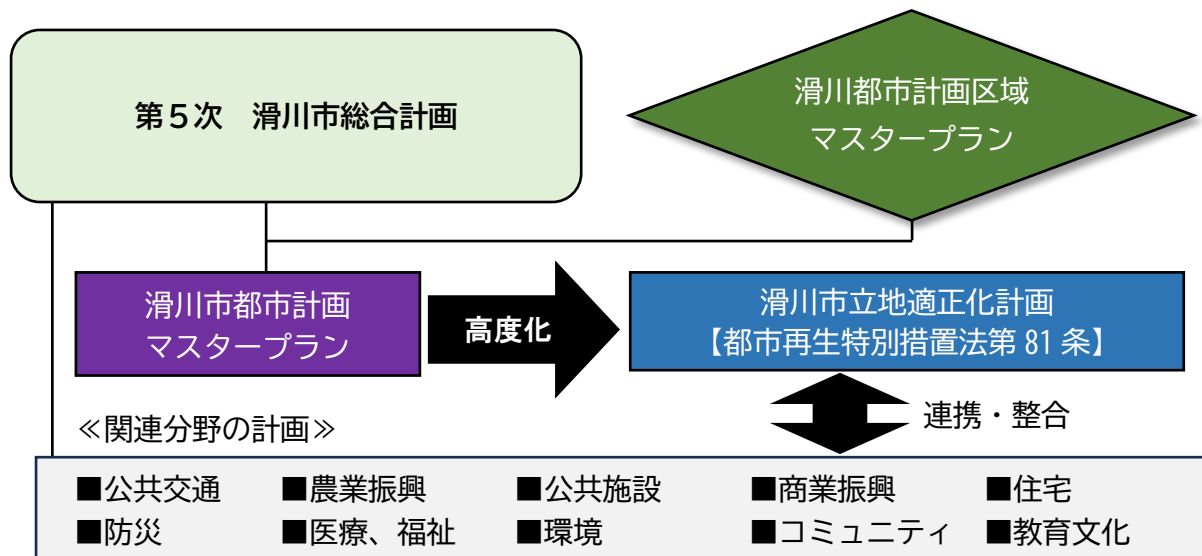 第５次　滑川市総合計画
滑川都市計画区域
マスタープラン
滑川市都市計画
マスタープラン
高度化
滑川市立地適正化計画
【都市再生特別措置法第 81 条】
連携・整合
≪関連分野の計画≫
■公共交通　■農業振興　■公共施設　■商業振興　■住宅
■防災　■医療、福祉　■環境　■コミュニティ　■教育文化